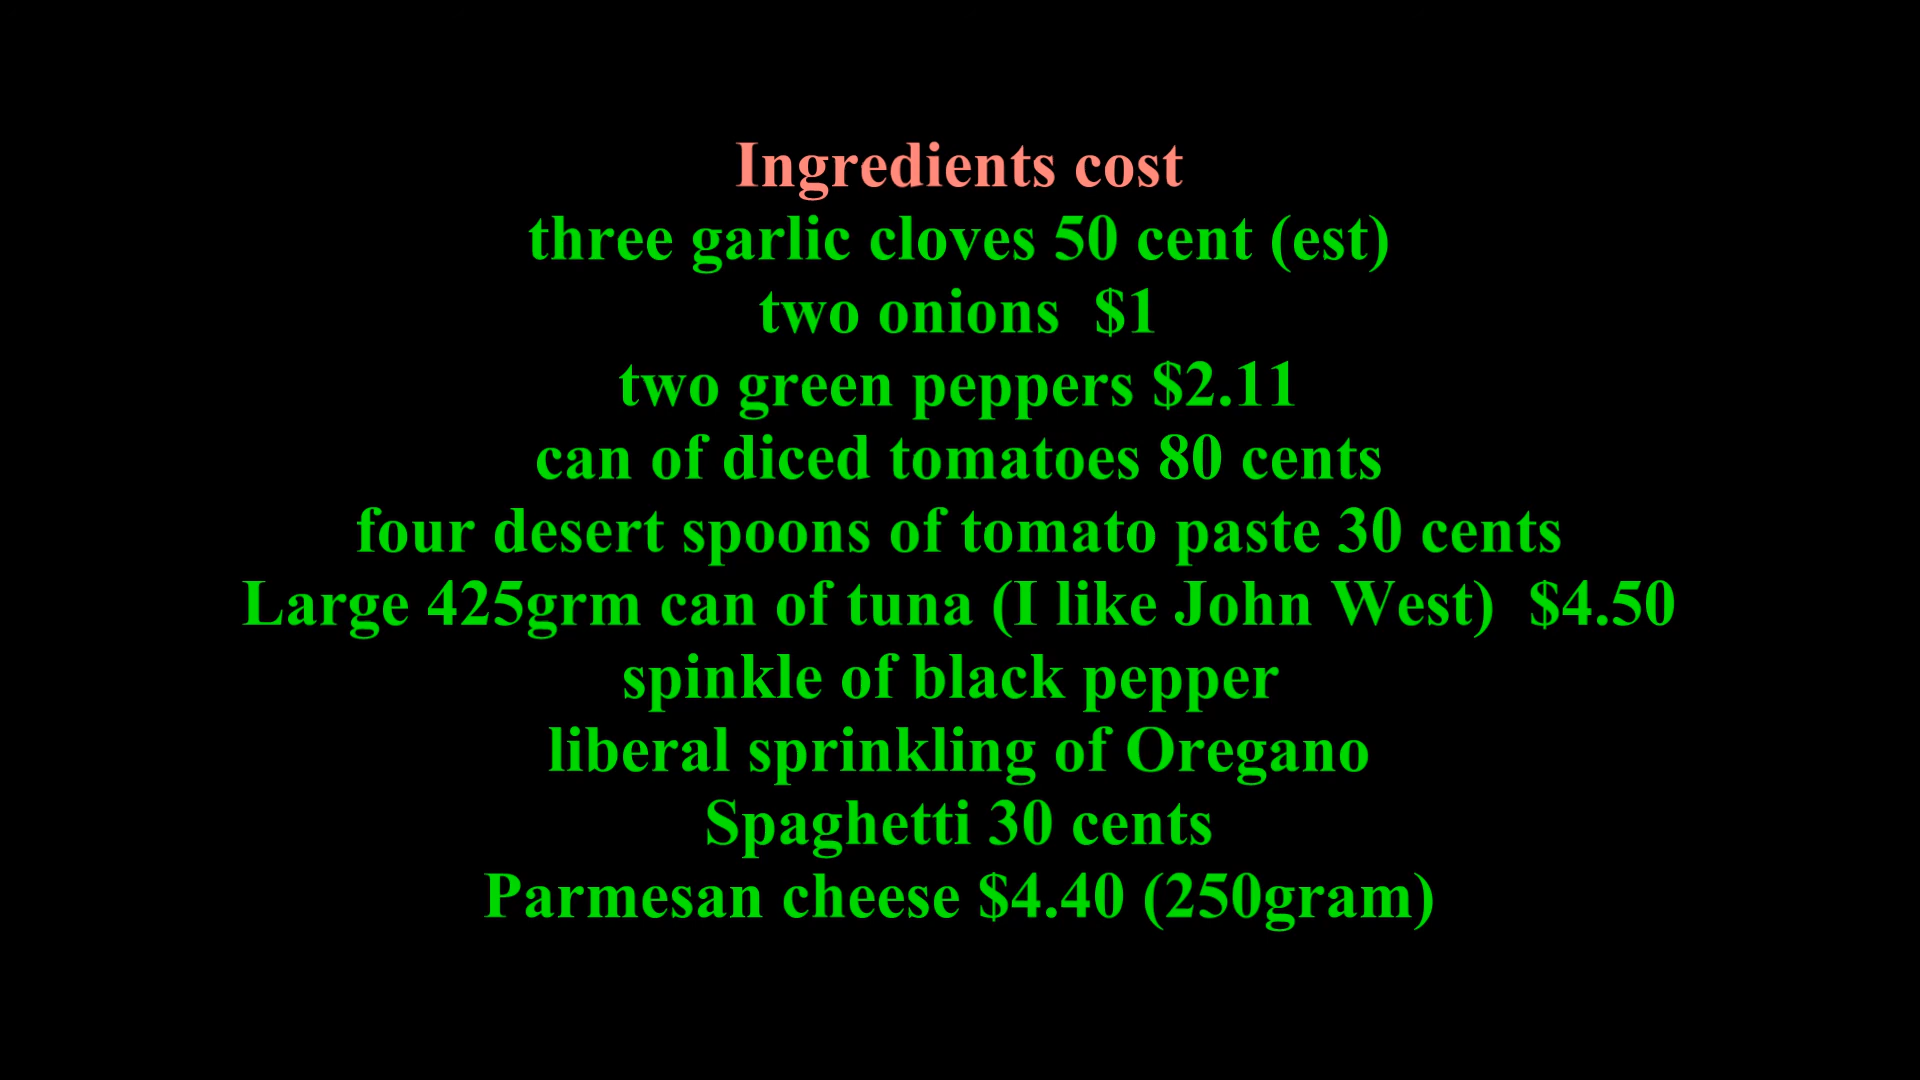 Ingredients cost
three garlic cloves 50 cent (est)
two onions  $1
two green peppers $2.11
can of diced tomatoes 80 cents
four desert spoons of tomato paste 30 cents
Large 425grm can of tuna (I like John West)  $4.50
spinkle of black pepper
liberal sprinkling of Oregano
Spaghetti 30 cents
Parmesan cheese $4.40 (250gram)